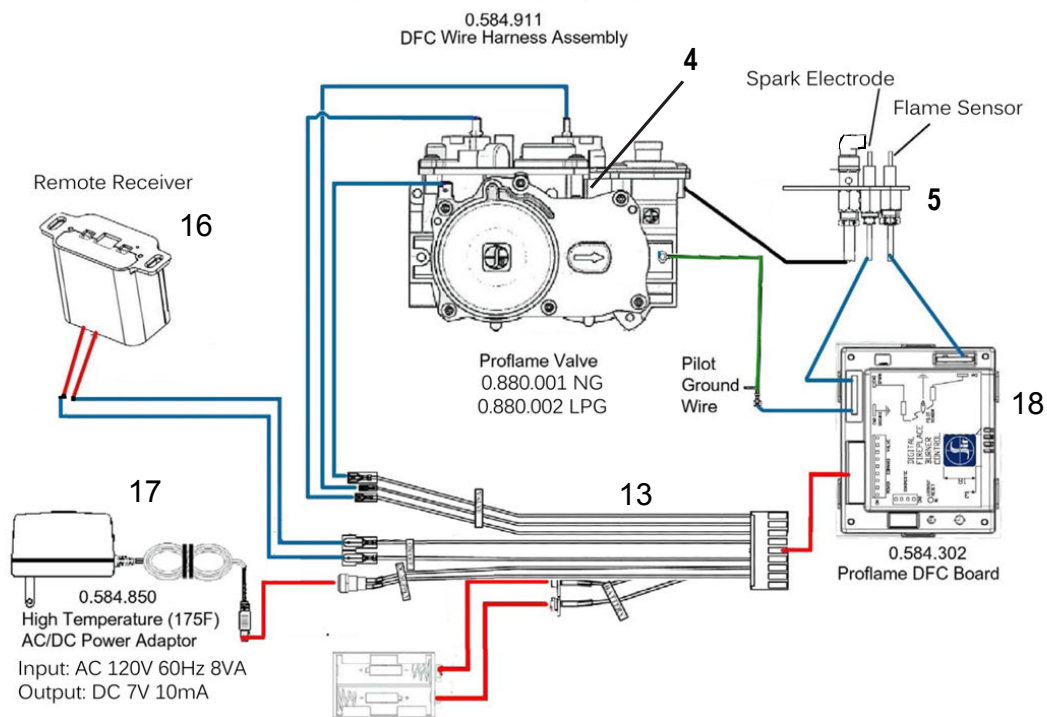 0.584.911
DFC Wire Harness Assembly
4
Spark Electrode
Flame Sensor
5
Remote Receiver
16
Proflame Valve
0.880.001 NG
0.880.002 LPG
Pilot
Ground
Wire
18
DIGITAL
FIREPLACE
BURNER
CONTROL
17
13
0.584.302
Proflame DFC Board
0.584.850
High Temperature (175F)
AC/DC Power Adaptor
Input: AC 120V 60Hz 8VA
Output: DC 7V 10mA